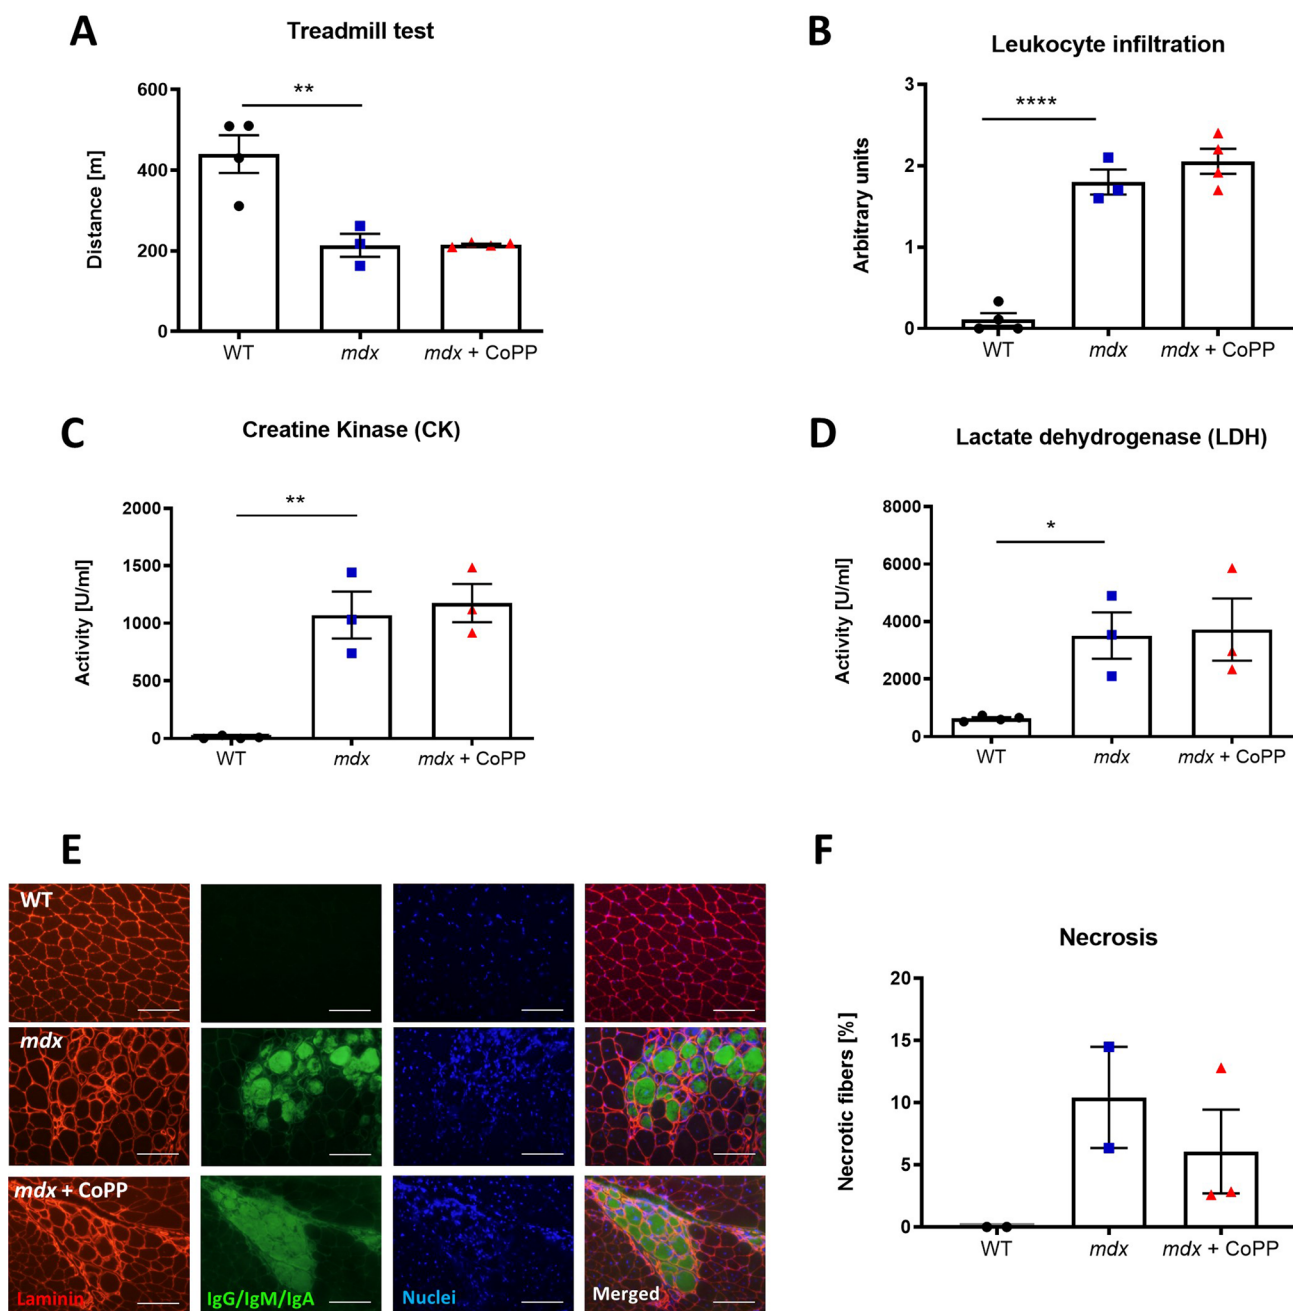 A
Treadmill test
600
400
200
0
Distance [m]
**
WT
mdx
mdx + CoPP
B
Leukocyte infiltration
3
2
1
0
Arbitrary units
****
WT
mdx
mdx + CoPP
C
Creatine Kinase (CK)
2000
1500
1000
500
0
Activity [U/ml]
**
WT
mdx
mdx + CoPP
D
Lactate dehydrogenase (LDH)
8000
6000
4000
2000
0
Activity [U/ml]
*
WT
mdx
mdx + CoPP
E
WT
mdx
mdx + CoPP
Laminin
IgG/IgM/IgA
Nuclei
Merged
F
Necrosis
20
15
10
5
0
Necrotic fibers [%]
WT
mdx
mdx + CoPP